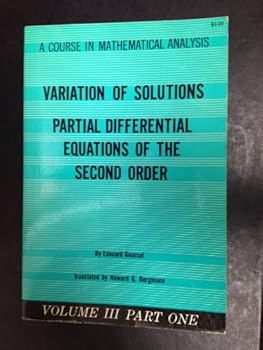 $3.00
A COURSE IN MATHEMATICAL ANALYSIS
VARIATION OF SOLUTIONS
PARTIAL DIFFERENTIAL
EQUATIONS OF THE
SECOND ORDER
By Edouard Goursat
translated by Howard G. Bergmann
VOLUME III PART ONE